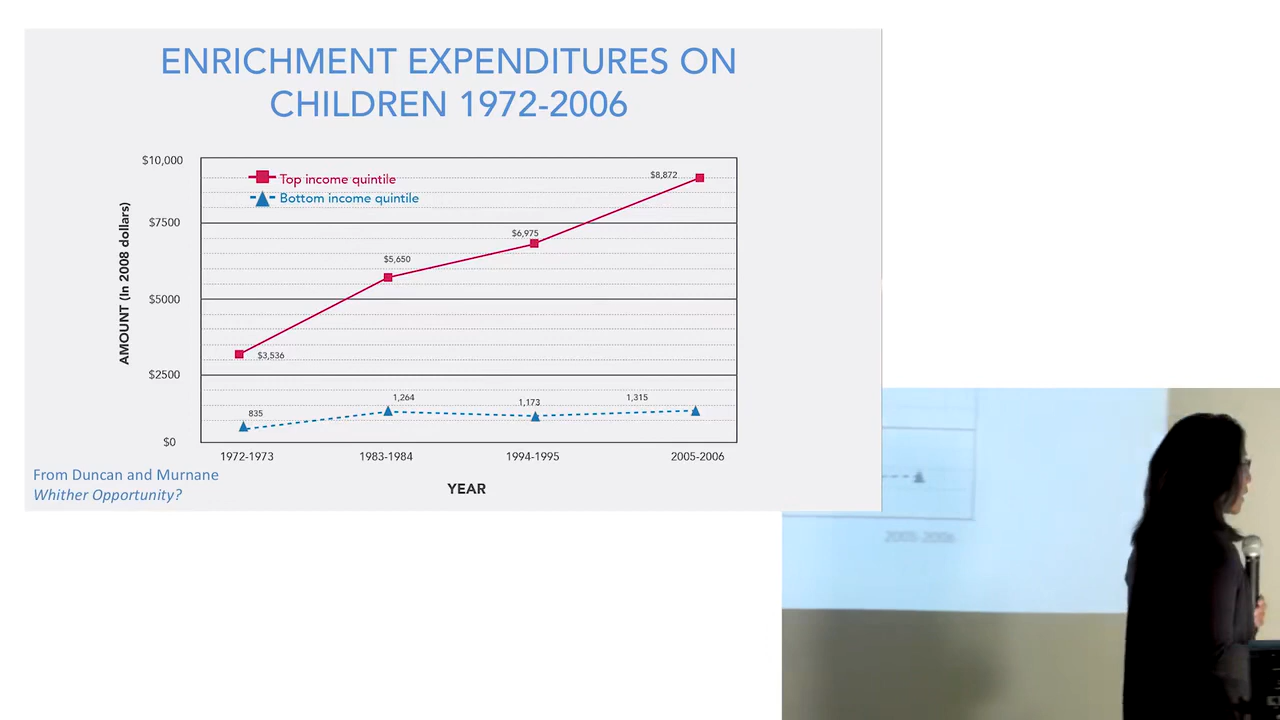 ENRICHMENT EXPENDITURES ON
CHILDREN 1972-2006
$10,000
$7500
$5000
$2500
$0
AMOUNT (In 2008 dollars)
Top income quintile
Bottom income quintile
$3,536
$5,650
$6,975
$8,872
835
1,264
1,173
1,315
1972-1973
1983-1984
1994-1995
2005-2006
YEAR
From Duncan and Murnane
Whither Opportunity?
2005-2006